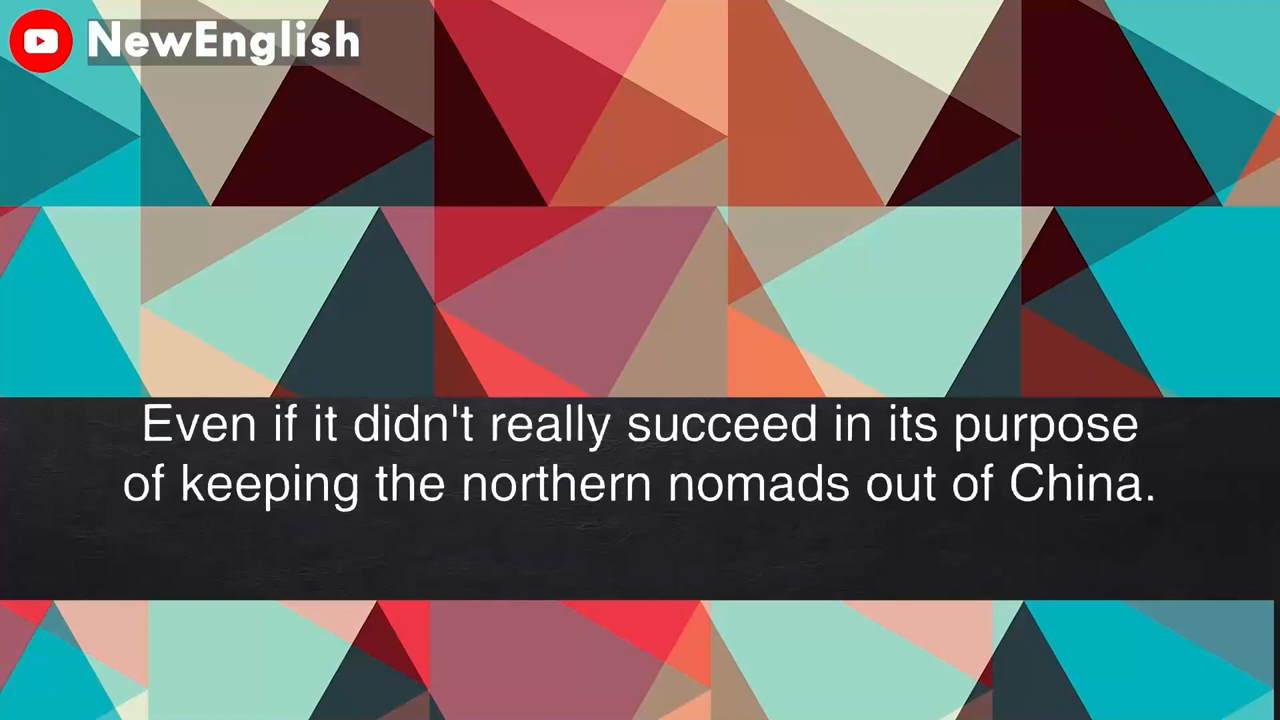 NewEnglish
Even if it didn't really succeed in its purpose
of keeping the northern nomads out of China.